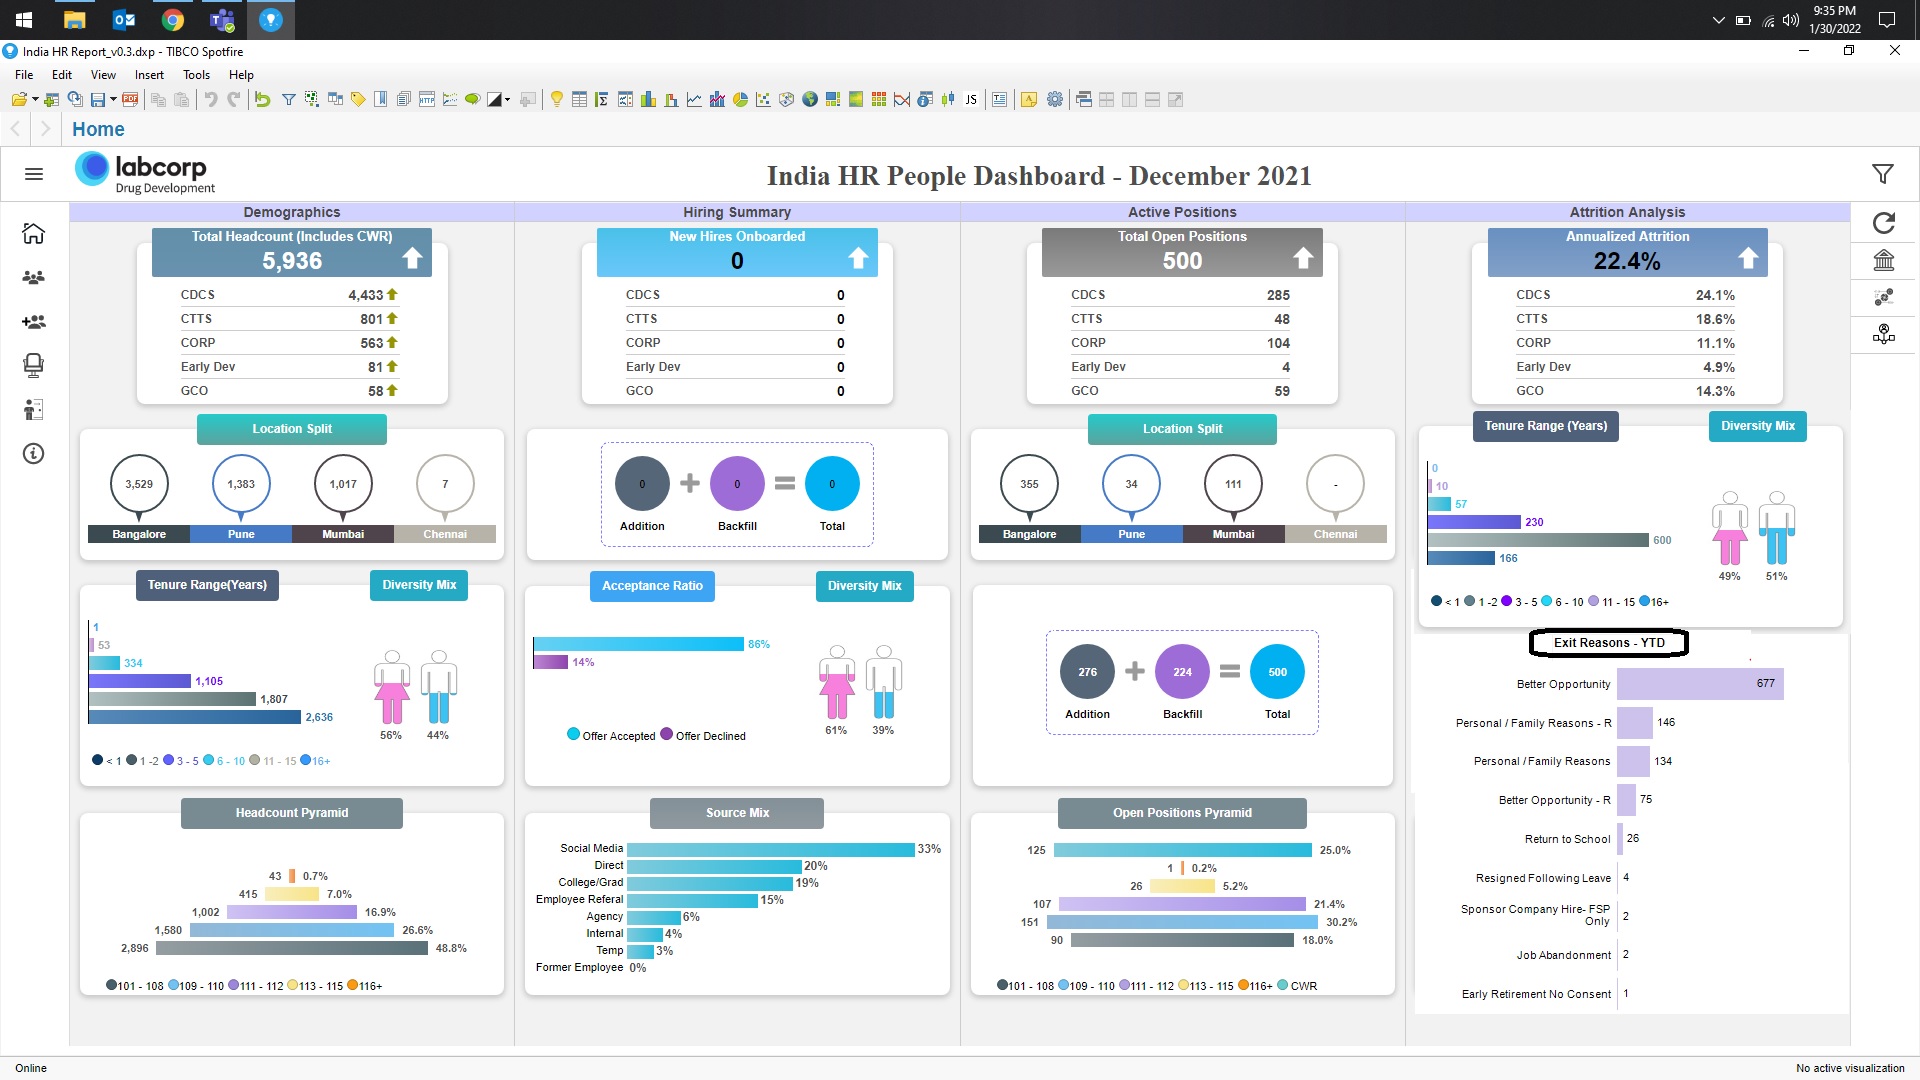 9:35 PM
1/30/2022
India HR Report_v0.3.dxp - TIBCO Spotfire
File Edit View Insert Tools Help
Home
labcorp
Drug Development
India HR People Dashboard - December 2021
Demographics
Total Headcount (Includes CWR)
5,936
CDCS 4,433
CTTS 801
CORP 563
Early Dev 81
GCO 58
Location Split
3,529 1,383 1,017 7
Bangalore Pune Mumbai Chennai
Tenure Range(Years)
Diversity Mix
1
53
334
1,105
1,807
2,636
56% 44%
< 1 1 -2 3 - 5 6 - 10 11 - 15 16+
Headcount Pyramid
43 0.7%
415 7.0%
1,002 16.9%
1,580 26.6%
2,896 48.8%
101 - 108 109 - 110 111 - 112 113 - 115 116+
Hiring Summary
New Hires Onboarded
0
CDCS 0
CTTS 0
CORP 0
Early Dev 0
GCO 0
0 0 0
Addition Backfill Total
Acceptance Ratio
Diversity Mix
86%
14%
61% 39%
Offer Accepted Offer Declined
Source Mix
Social Media 33%
Direct 20%
College/Grad 19%
Employee Referal 15%
Agency 6%
Internal 4%
Temp 3%
Former Employee 0%
Active Positions
Total Open Positions
500
CDCS 285
CTTS 48
CORP 104
Early Dev 4
GCO 59
Location Split
355 34 111 -
Bangalore Pune Mumbai Chennai
276 224 500
Addition Backfill Total
Open Positions Pyramid
125 25.0%
1 0.2%
26 5.2%
107 21.4%
151 30.2%
90 18.0%
101 - 108 109 - 110 111 - 112 113 - 115 116+ CWR
Attrition Analysis
Annualized Attrition
22.4%
CDCS 24.1%
CTTS 18.6%
CORP 11.1%
Early Dev 4.9%
GCO 14.3%
Tenure Range (Years)
Diversity Mix
0
10
57
230
600
166
49% 51%
< 1 1 -2 3 - 5 6 - 10 11 - 15 16+
Exit Reasons - YTD
Better Opportunity 677
Personal / Family Reasons - R 146
Personal / Family Reasons 134
Better Opportunity - R 75
Return to School 26
Resigned Following Leave 4
Sponsor Company Hire- FSP
Only 2
Job Abandonment 2
Early Retirement No Consent 1
Online
No active visualization